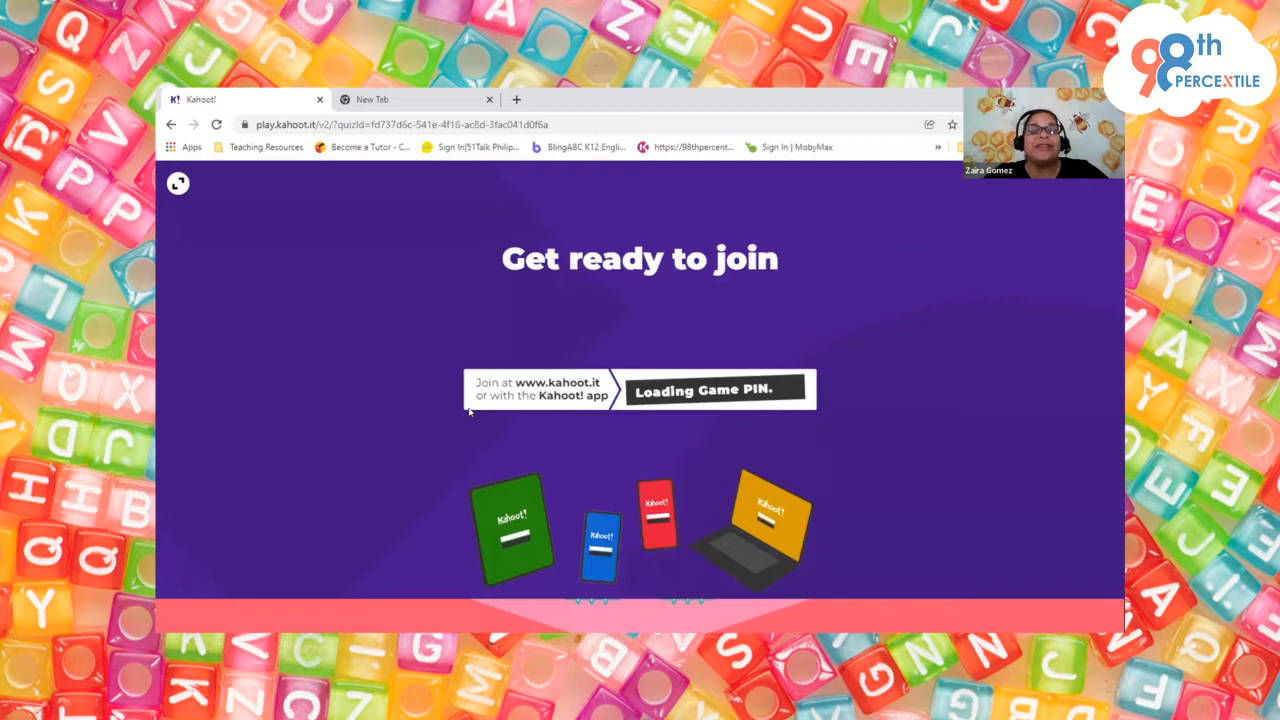 98th
PERCEXTILE
K! Kahoot!
New Tab
play.kahoot.it/v2/?quizId=fd737d6c-541e-4f16-ac8d-3fac041d0f6a
Apps
Teaching Resources
Become a Tutor - C...
Sign In|51Talk Philip...
BlingABC K12 Engli...
https://98thpercent...
Sign In | MobyMax
»
Zaira Gomez
Get ready to join
Join at www.kahoot.it
or with the Kahoot! app
Loading Game PIN.
Kahoot!
Kahoot!
Kahoot!
Kahoot!